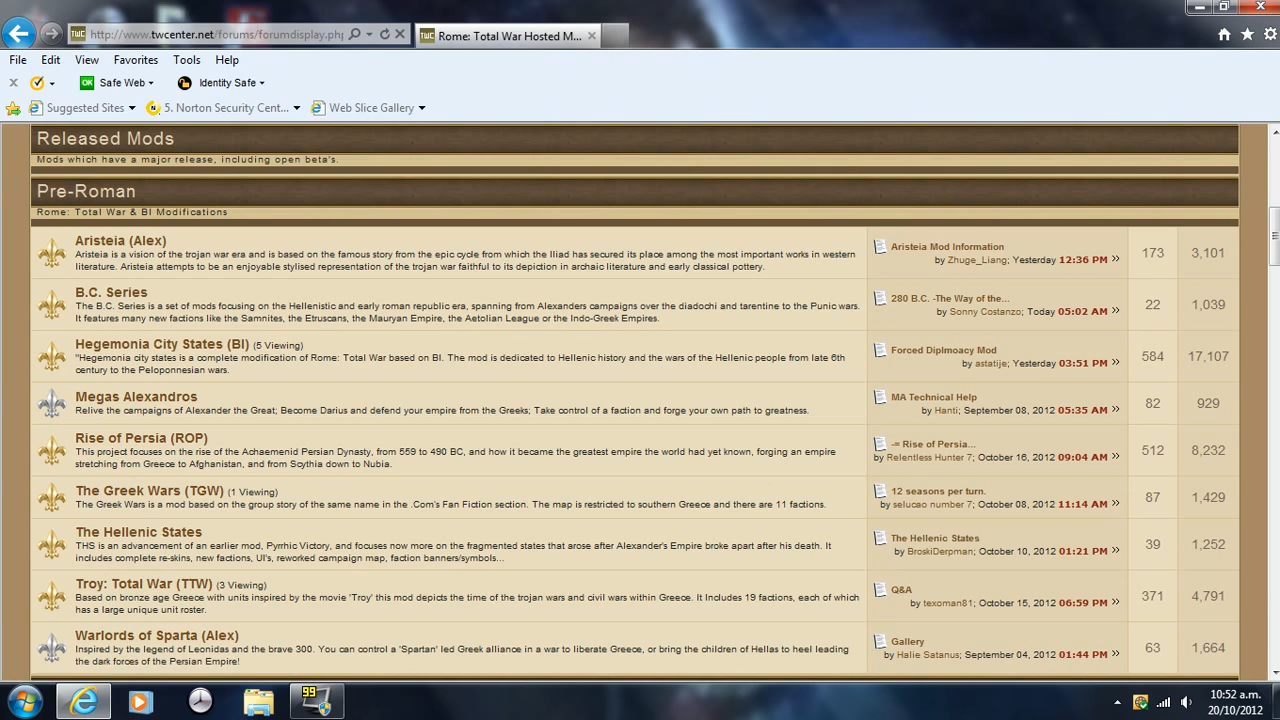 http://www.twcenter.net/forums/forumdisplay.php
TWC
Rome: Total War Hosted M...
File Edit View Favorites Tools Help
OK Safe Web Identity Safe
Suggested Sites 5. Norton Security Cent... Web Slice Gallery
Released Mods
Mods which have a major release, including open beta's.
Pre-Roman
Rome: Total War & BI Modifications
Aristeia (Alex)
Aristeia is a vision of the trojan war era and is based on the famous story from the epic cycle from which the Iliad has secured its place among the most important works in western
literature. Aristeia attempts to be an enjoyable stylised representation of the trojan war faithful to its depiction in archaic literature and early classical pottery.
Aristeia Mod Information
by Zhuge_Liang; Yesterday 12:36 PM
173 3,101
B.C. Series
The B.C. Series is a set of mods focusing on the Hellenistic and early roman republic era, spanning from Alexanders campaigns over the diadochi and tarentine to the Punic wars.
It features many new factions like the Samnites, the Etruscans, the Mauryan Empire, the Aetolian League or the Indo-Greek Empires.
280 B.C. -The Way of the...
by Sonny Costanzo; Today 05:02 AM
22 1,039
Hegemonia City States (BI) (5 Viewing)
"Hegemonia city states is a complete modification of Rome: Total War based on BI. The mod is dedicated to Hellenic history and the wars of the Hellenic people from late 6th
century to the Peloponnesian wars.
Forced Diplmoacy Mod
by astatije; Yesterday 03:51 PM
584 17,107
Megas Alexandros
Relive the campaigns of Alexander the Great; Become Darius and defend your empire from the Greeks; Take control of a faction and forge your own path to greatness.
MA Technical Help
by Hanti; September 08, 2012 05:35 AM
82 929
Rise of Persia (ROP)
This project focuses on the rise of the Achaemenid Persian Dynasty, from 559 to 490 BC, and how it became the greatest empire the world had yet known, forging an empire
stretching from Greece to Afghanistan, and from Scythia down to Nubia.
-= Rise of Persia...
by Relentless Hunter 7; October 16, 2012 09:04 AM
512 8,232
The Greek Wars (TGW) (1 Viewing)
The Greek Wars is a mod based on the group story of the same name in the .Com's Fan Fiction section. The map is restricted to southern Greece and there are 11 factions.
12 seasons per turn.
by selucao number 7; October 08, 2012 11:14 AM
87 1,429
The Hellenic States
THS is an advancement of an earlier mod, Pyrrhic Victory, and focuses now more on the fragmented states that arose after Alexander's Empire broke apart after his death. It
includes complete re-skins, new factions, UI's, reworked campaign map, faction banners/symbols...
The Hellenic States
by BroskiDerpman; October 10, 2012 01:21 PM
39 1,252
Troy: Total War (TTW) (3 Viewing)
Based on bronze age Greece with units inspired by the movie 'Troy' this mod depicts the time of the trojan wars and civil wars within Greece. It Includes 19 factions, each of which
has a large unique unit roster.
Q&A
by texoman81; October 15, 2012 06:59 PM
371 4,791
Warlords of Sparta (Alex)
Inspired by the legend of Leonidas and the brave 300. You can control a 'Spartan' led Greek alliance in a war to liberate Greece, or bring the children of Hellas to heel leading
the dark forces of the Persian Empire!
Gallery
by Halie Satanus; September 04, 2012 01:44 PM
63 1,664
99
10:52 a.m.
20/10/2012